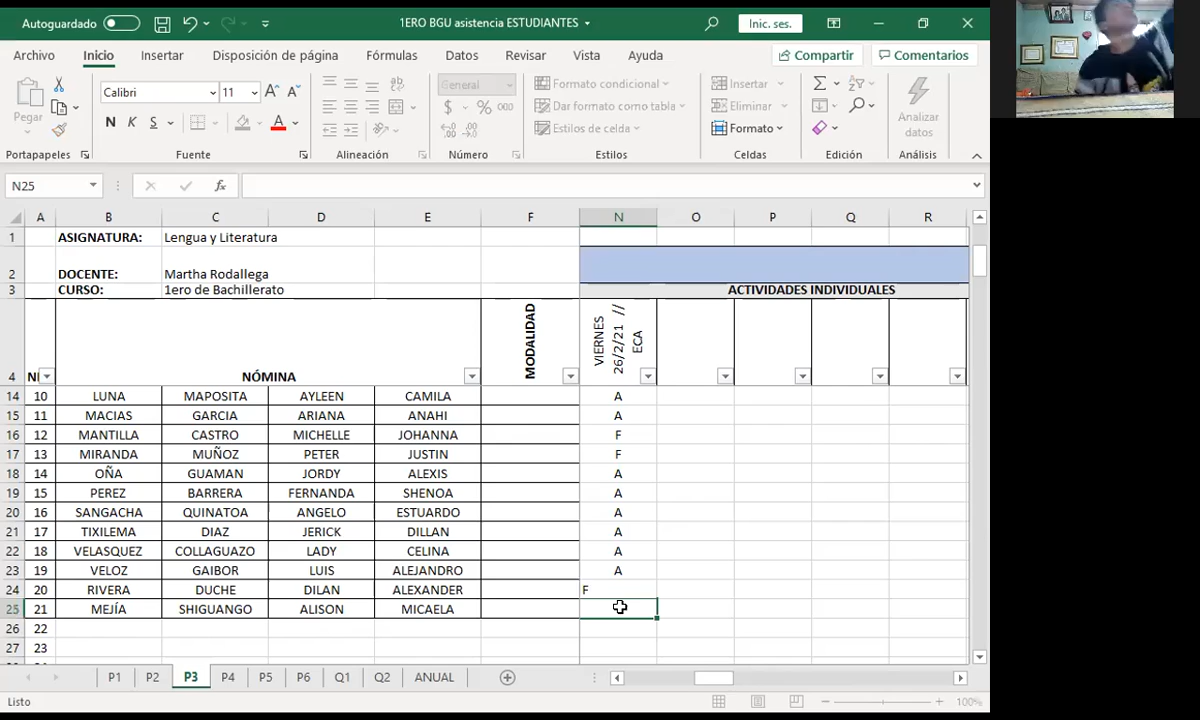 Autoguardado
1ERO BGU asistencia ESTUDIANTES
Inic. ses.
Archivo Inicio Insertar Disposición de página Fórmulas Datos Revisar Vista Ayuda Compartir Comentarios
Pegar
Calibri 11
N K S
General
$ % 000
Formato condicional
Dar formato como tabla
Estilos de celda
Insertar
Eliminar
Formato
Analizar datos
Portapapeles Fuente Alineación Número Estilos Celdas Edición Análisis
N25 fx
A B C D E F N O P Q R
1 ASIGNATURA: Lengua y Literatura
2 DOCENTE: Martha Rodallega
3 CURSO: 1ero de Bachillerato ACTIVIDADES INDIVIDUALES
4 NÓMINA MODALIDAD VIERNES 26/2/21 // ECA
14 10 LUNA MAPOSITA AYLEEN CAMILA A
15 11 MACIAS GARCIA ARIANA ANAHI A
16 12 MANTILLA CASTRO MICHELLE JOHANNA F
17 13 MIRANDA MUÑOZ PETER JUSTIN F
18 14 OÑA GUAMAN JORDY ALEXIS A
19 15 PEREZ BARRERA FERNANDA SHENOA A
20 16 SANGACHA QUINATOA ANGELO ESTUARDO A
21 17 TIXILEMA DIAZ JERICK DILLAN A
22 18 VELASQUEZ COLLAGUAZO LADY CELINA A
23 19 VELOZ GAIBOR LUIS ALEJANDRO A
24 20 RIVERA DUCHE DILAN ALEXANDER F
25 21 MEJÍA SHIGUANGO ALISON MICAELA
26 22
27 23
P1 P2 P3 P4 P5 P6 Q1 Q2 ANUAL
Listo 100%